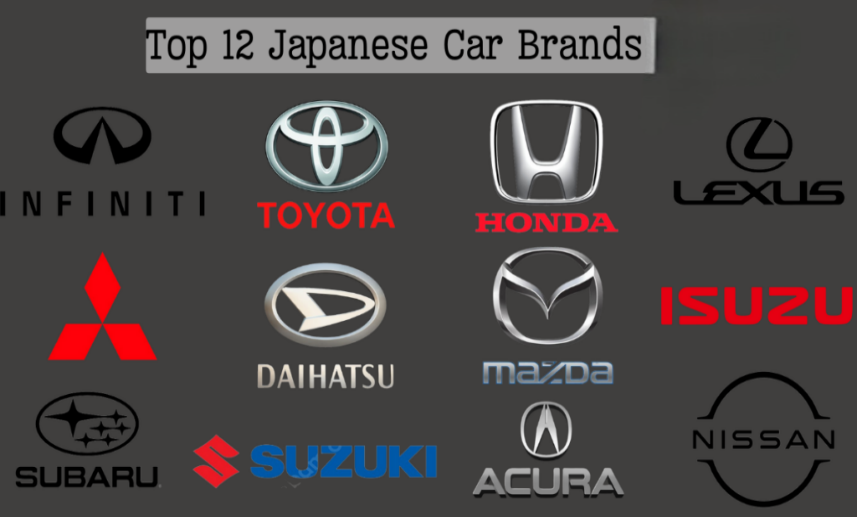 Top 12 Japanese Car Brands
INFINITI
TOYOTA
HONDA
LEXUS
DAIHATSU
mazda
ISUZU
SUBARU
SUZUKI
ACURA
NISSAN